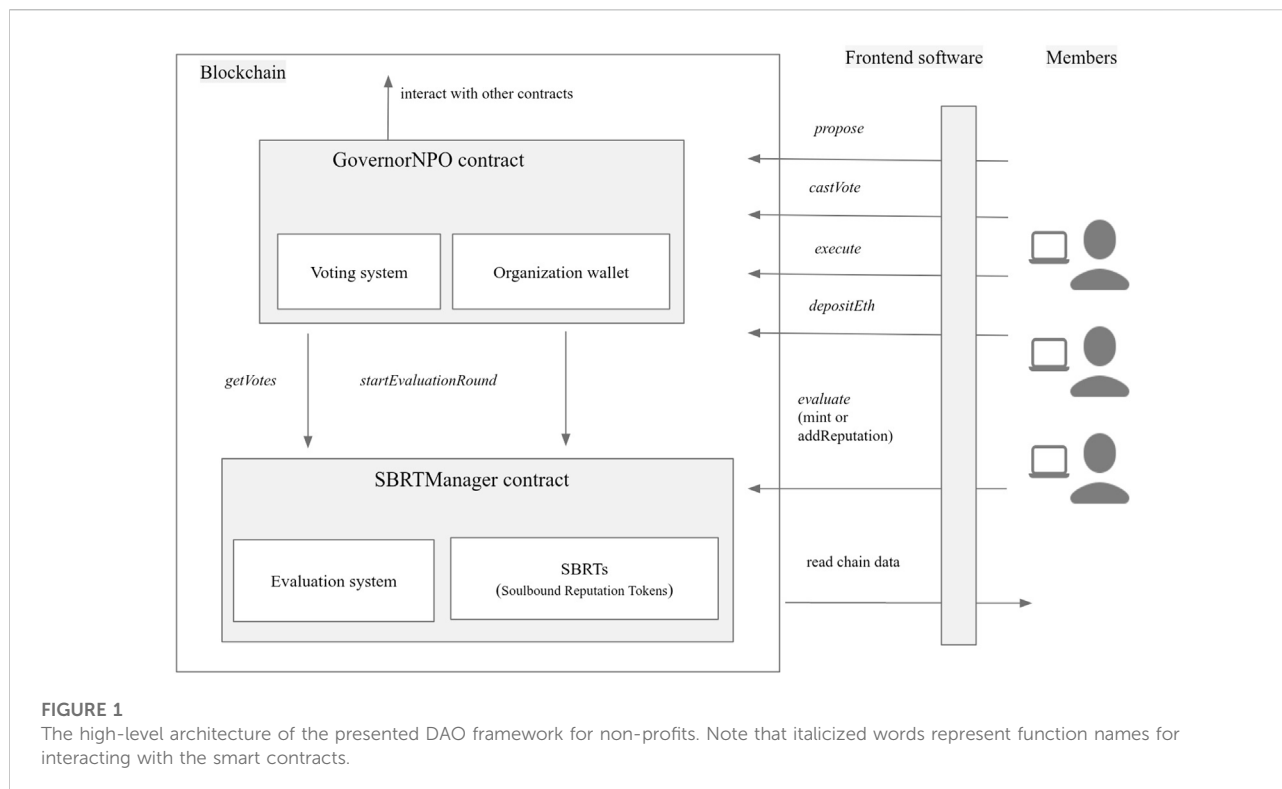 Blockchain
Frontend software
Members
interact with other contracts
GovernorNPO contract
Voting system
Organization wallet
propose
castVote
execute
depositEth
getVotes
startEvaluationRound
evaluate
(mint or
addReputation)
SBRTManager contract
Evaluation system
SBRTs
(Soulbound Reputation Tokens)
read chain data
FIGURE 1
The high-level architecture of the presented DAO framework for non-profits. Note that italicized words represent function names for
interacting with the smart contracts.